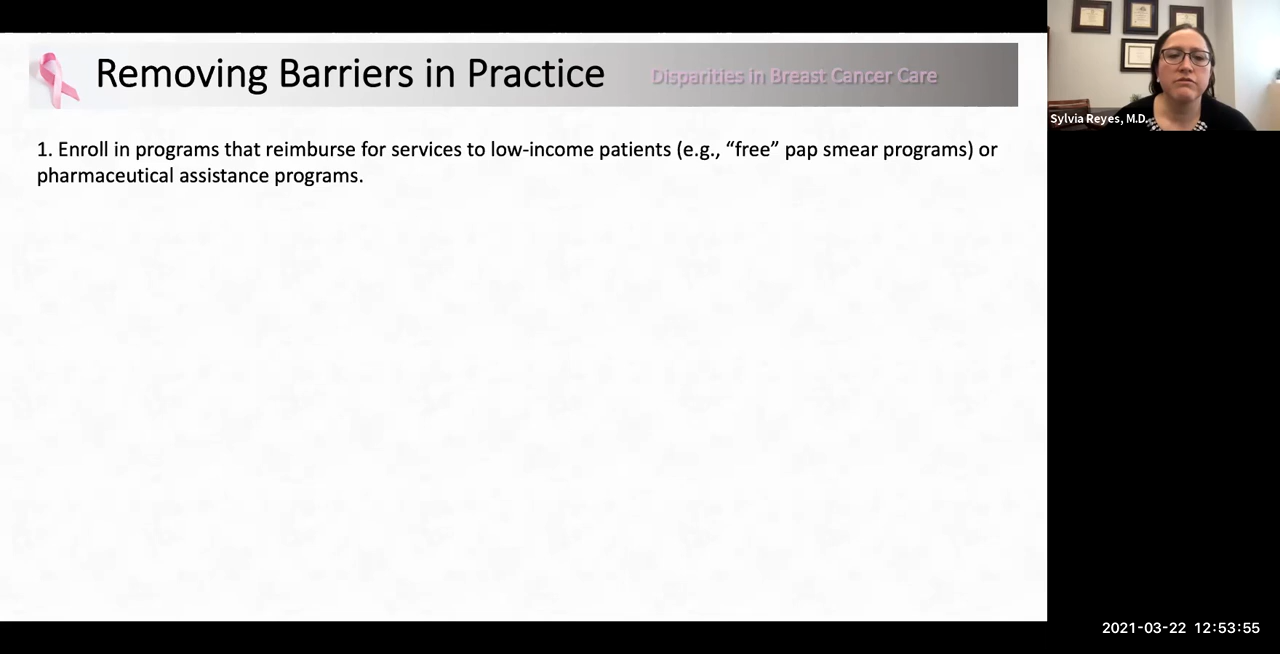 Removing Barriers in Practice
Disparities in Breast Cancer Care
1. Enroll in programs that reimburse for services to low-income patients (e.g., “free” pap smear programs) or
pharmaceutical assistance programs.
Sylvia Reyes, M.D.
2021-03-22 12:53:55